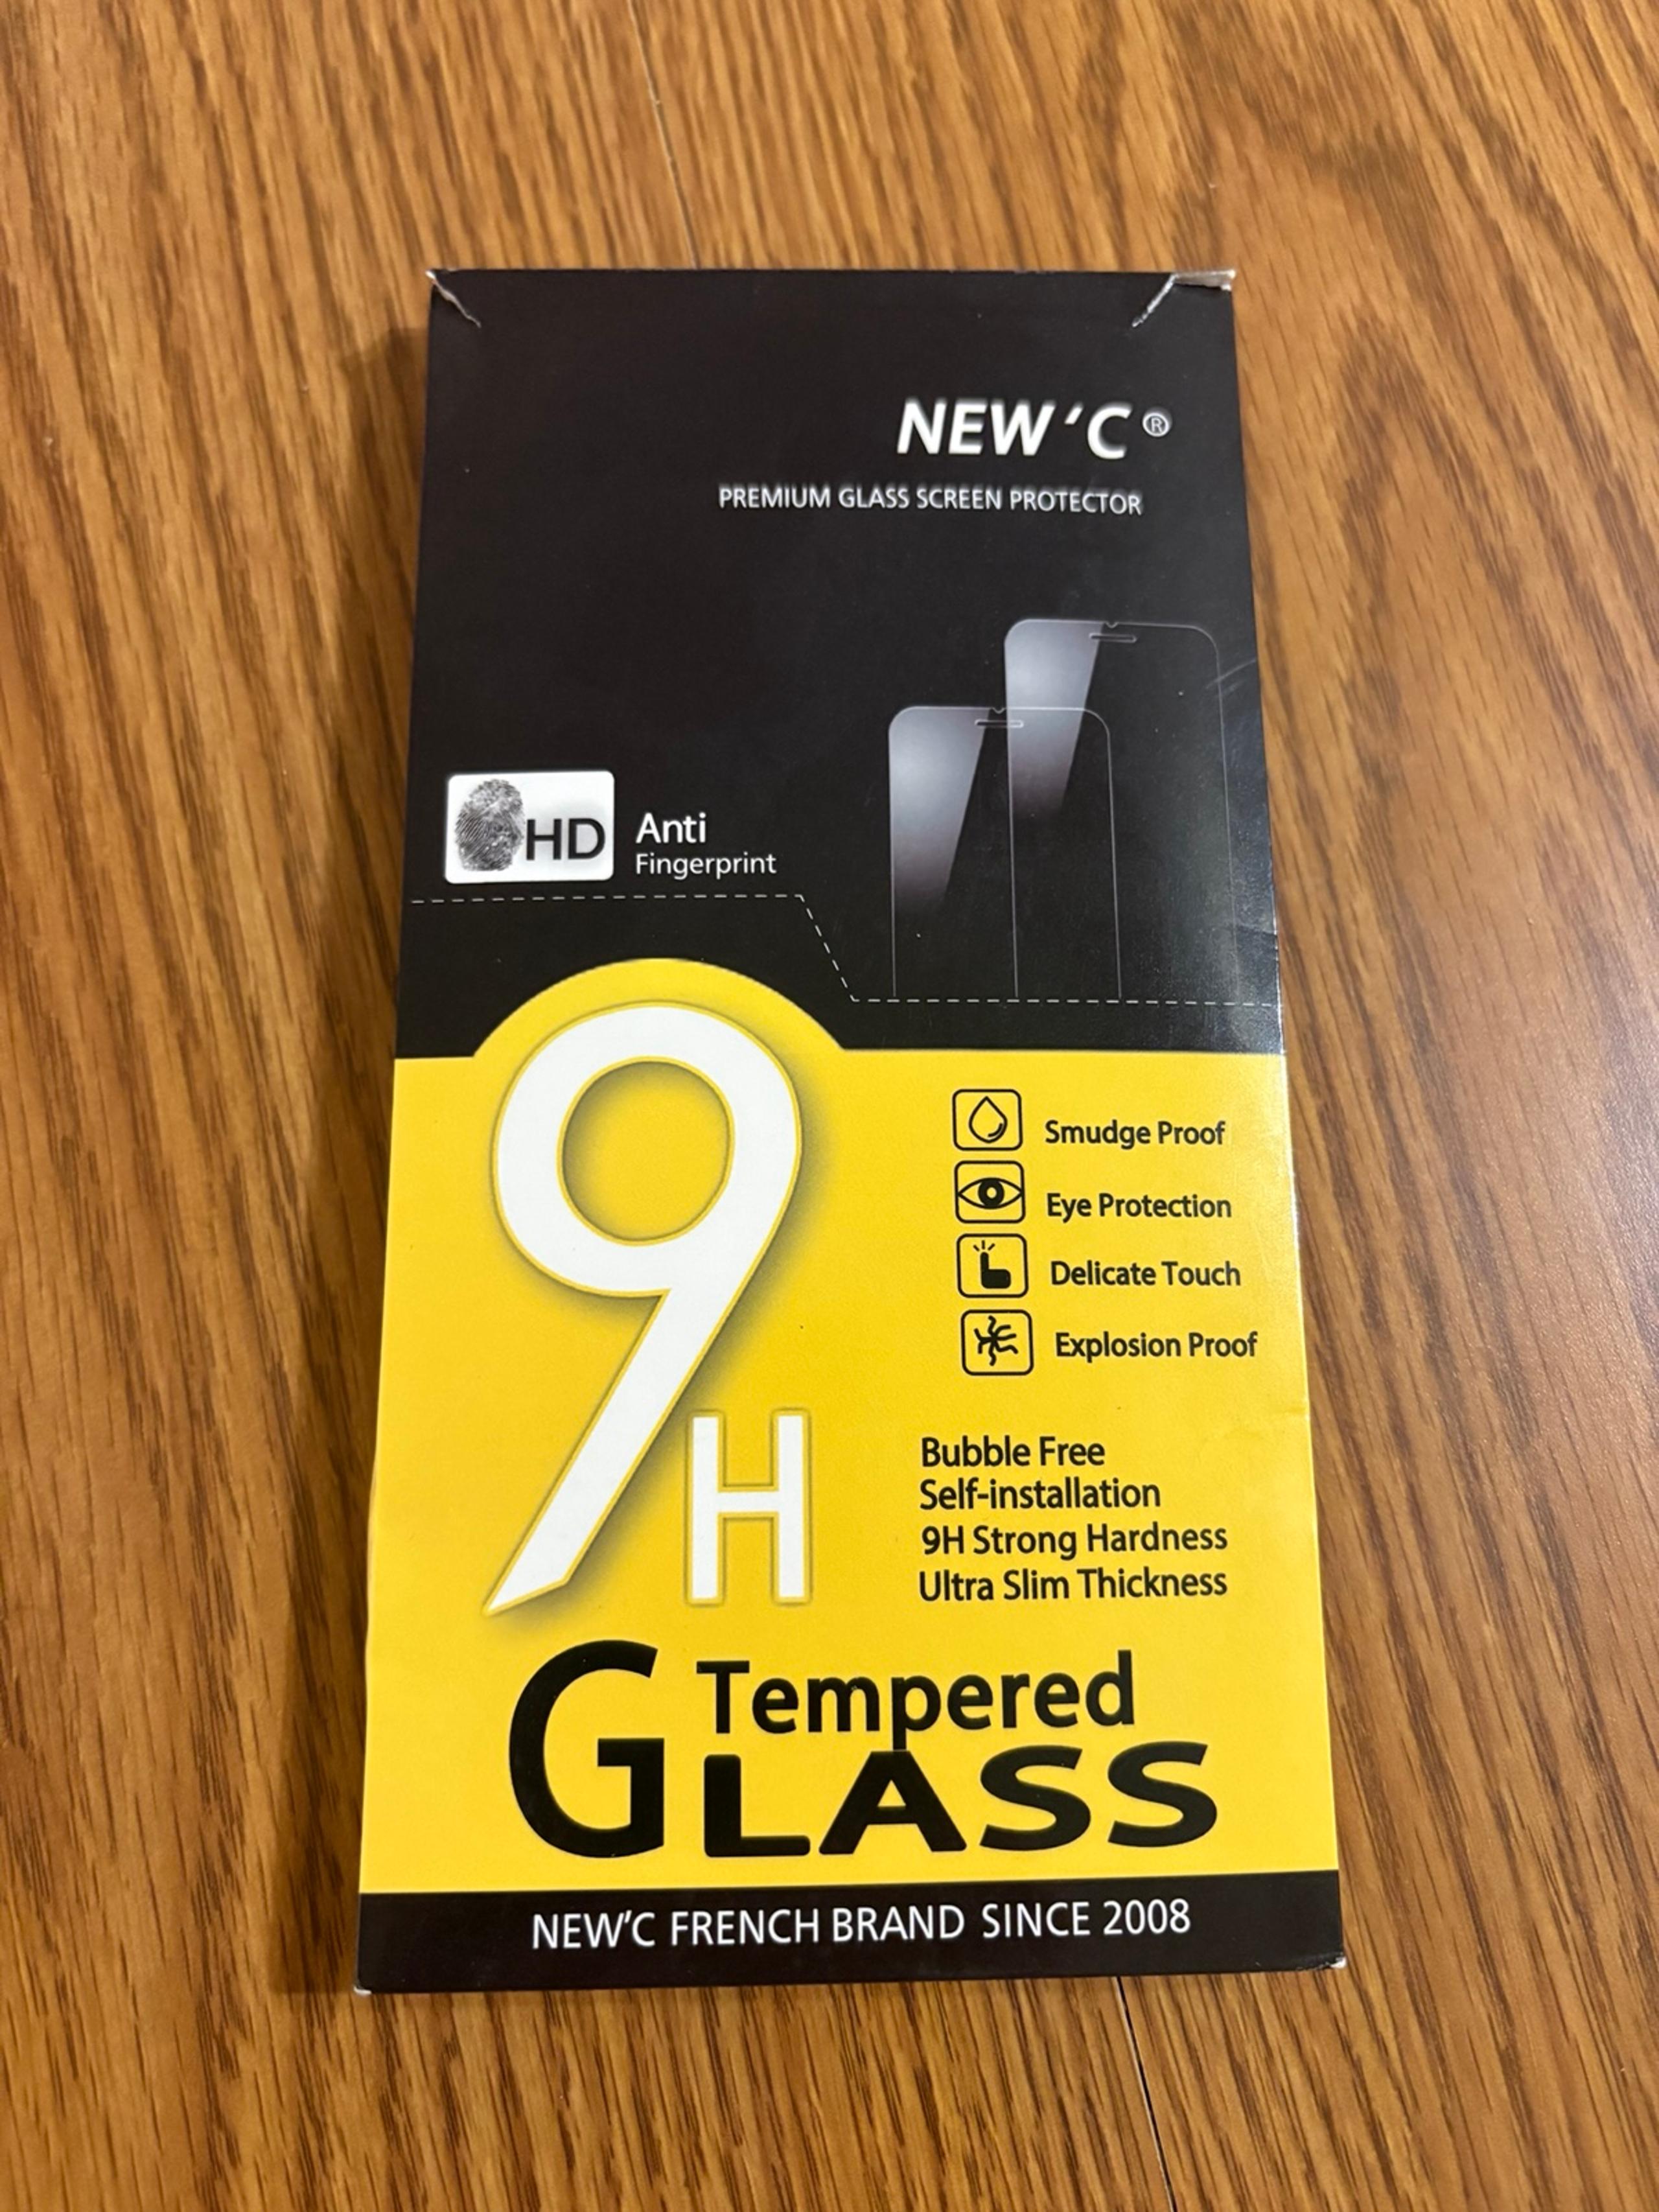 NEW'C®
PREMIUM GLASS SCREEN PROTECTOR
HD
Anti
Fingerprint
9H
Smudge Proof
Eye Protection
Delicate Touch
Explosion Proof
Bubble Free
Self-installation
9H Strong Hardness
Ultra Slim Thickness
Tempered
GLASS
NEW'C FRENCH BRAND SINCE 2008